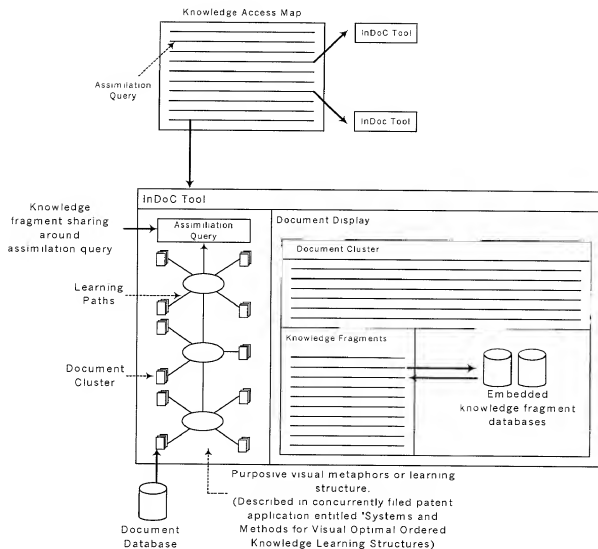 Knowledge Access Map
InDoC Tool
Assimilation
Query
InDoc Tool
InDoC Tool
Knowledge
fragment sharing
around
assimilation query
Assimiliation
Query
Document Display
Document Cluster
Learning
Paths
Knowledge Fragments
Document
Cluster
Embedded
knowledge fragment
databases
Purposive visual metaphors or learning
structure.
(Described in concurrently filed patent
application entitled "Systems and
Methods for Visual Optimal Ordered
Knowledge Learning Structures)
Document
Database